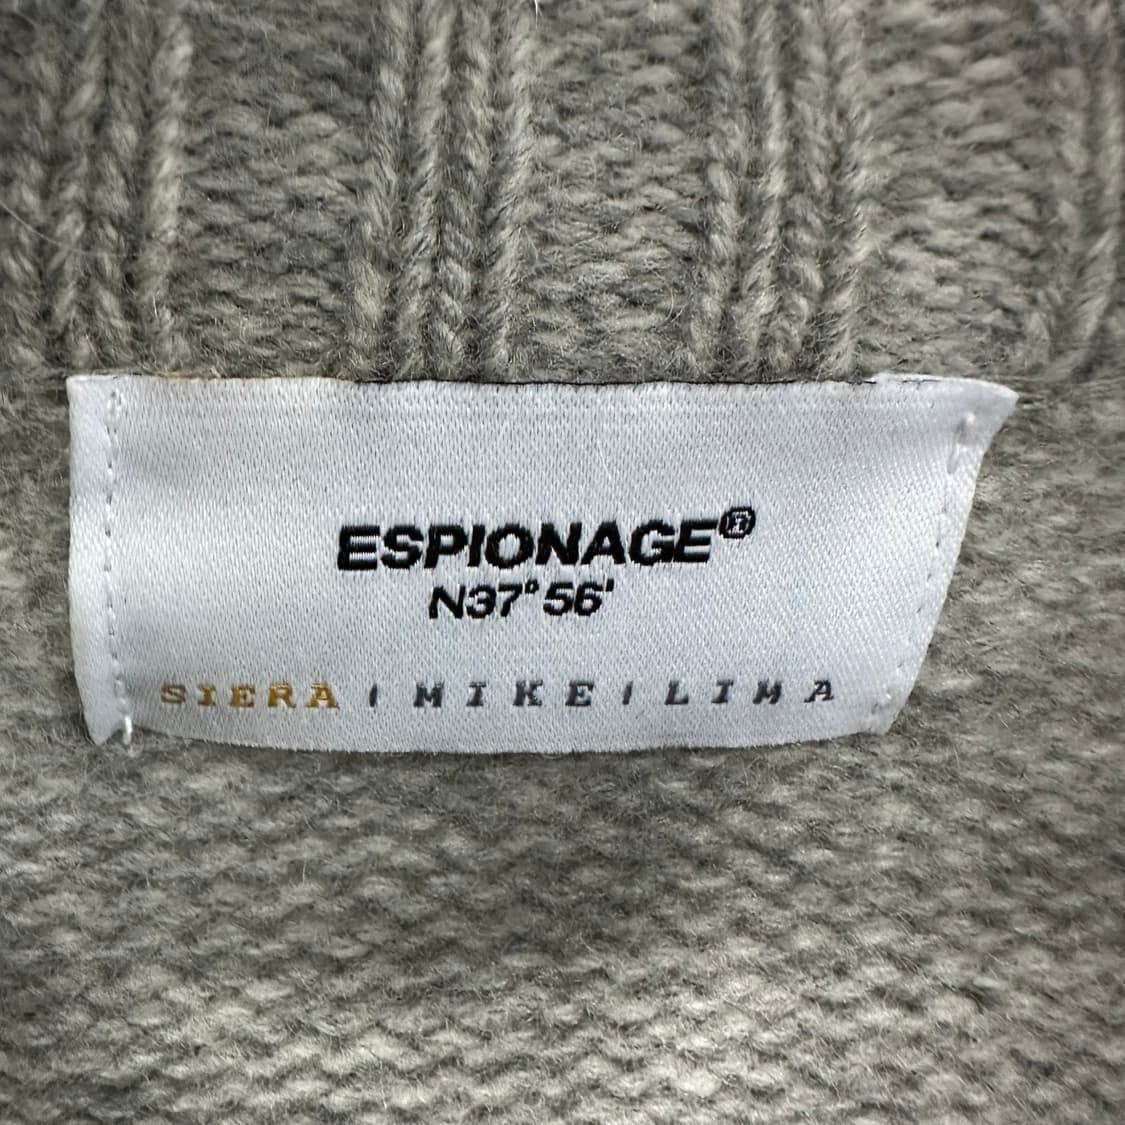 ESPIONAGE®
N37° 56'
SIERA | MIKE | LIMA